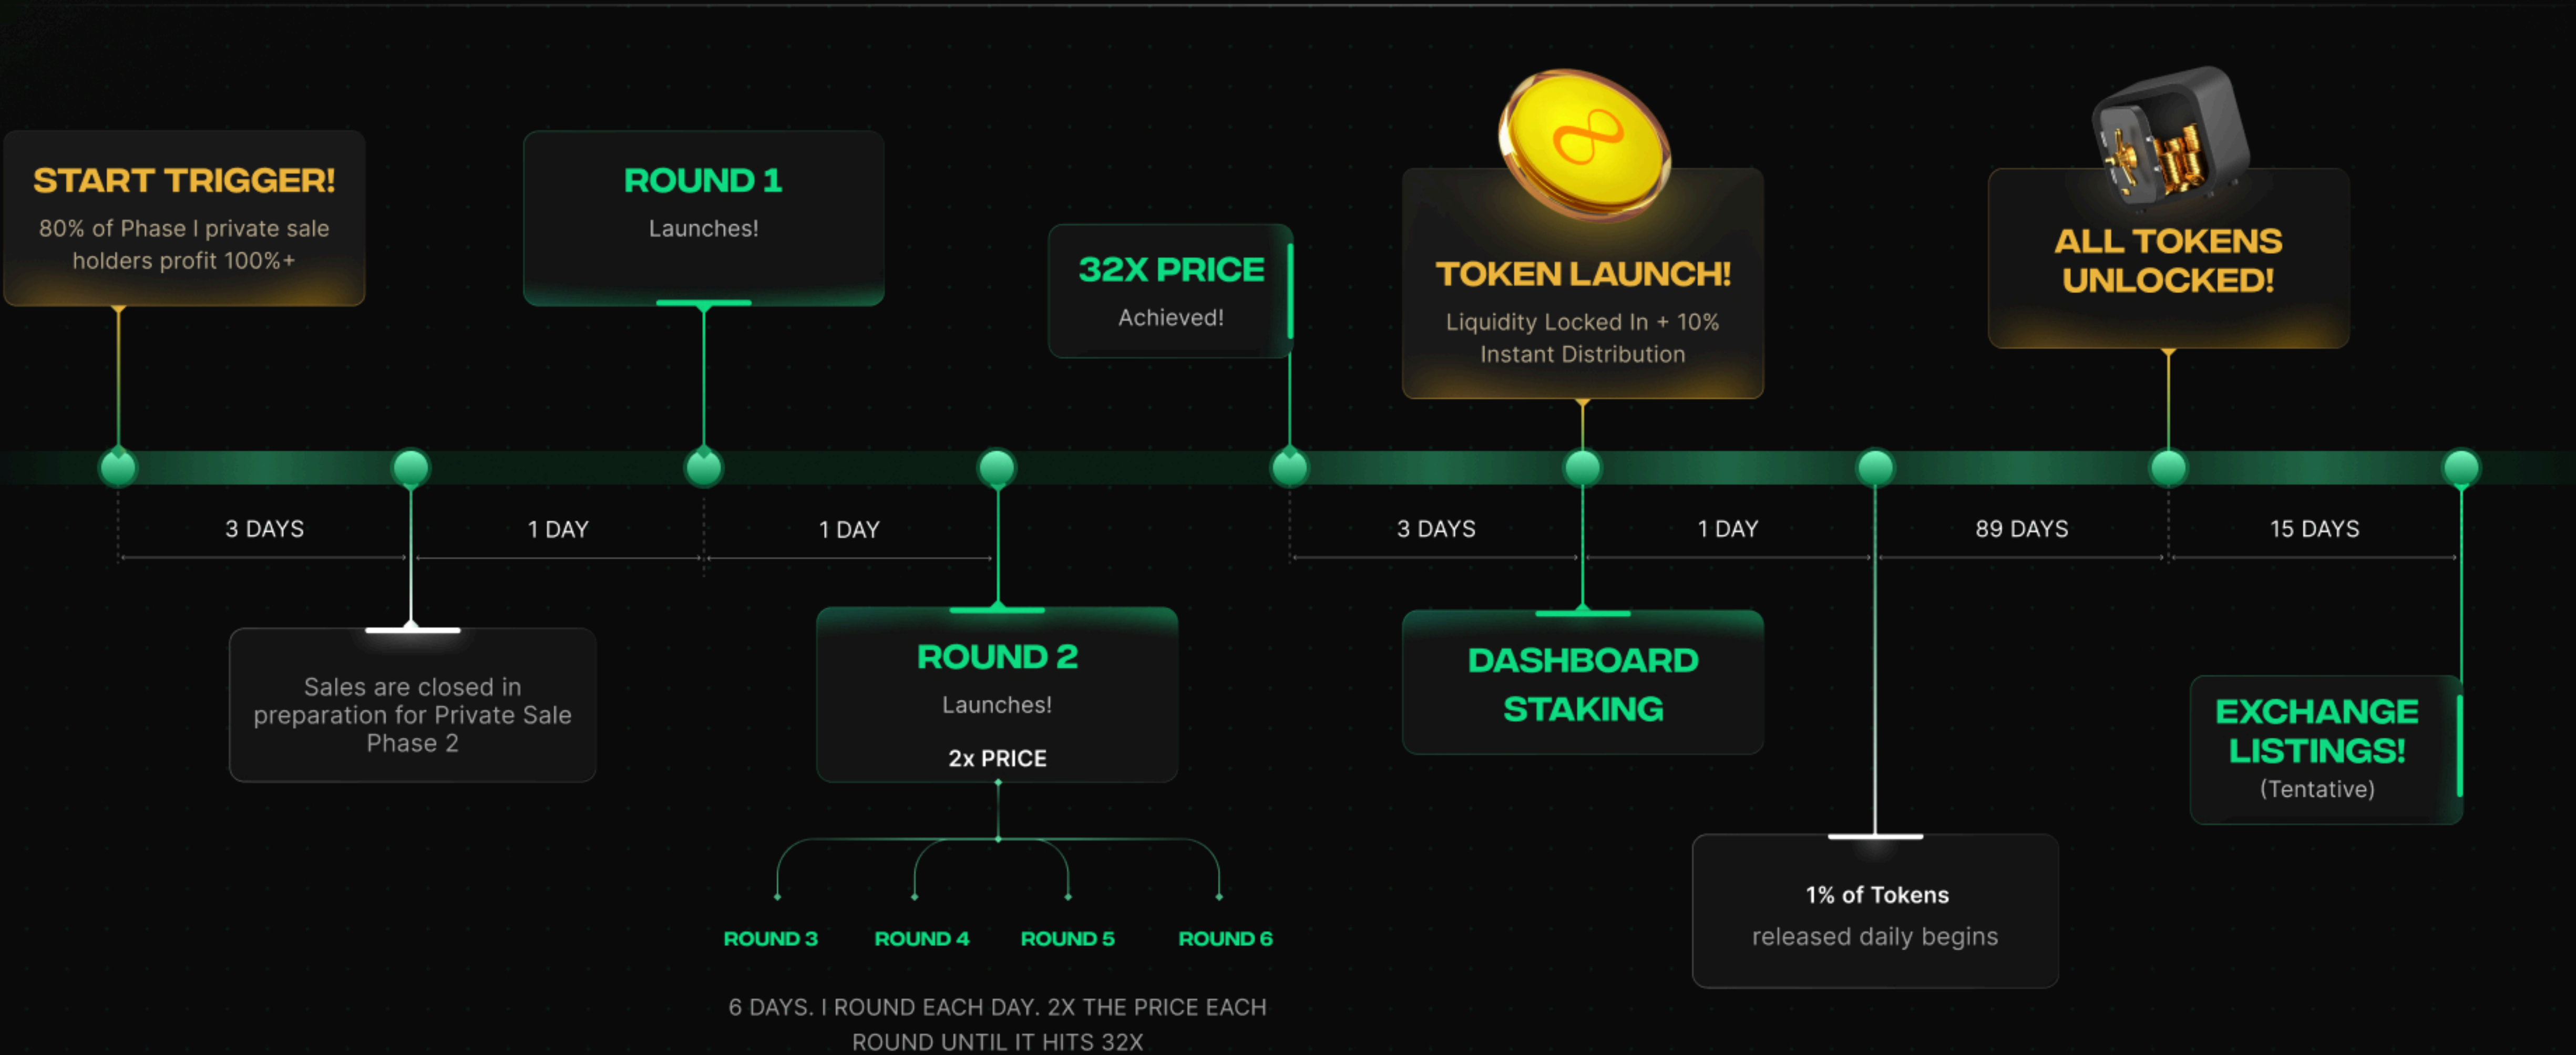 START TRIGGER!
80% of Phase I private sale
holders profit 100%+
ROUND 1
Launches!
32X PRICE
Achieved!
TOKEN LAUNCH!
Liquidity Locked In + 10%
Instant Distribution
ALL TOKENS
UNLOCKED!
3 DAYS
1 DAY
1 DAY
3 DAYS
1 DAY
89 DAYS
15 DAYS
Sales are closed in
preparation for Private Sale
Phase 2
ROUND 2
Launches!
2x PRICE
ROUND 3
ROUND 4
ROUND 5
ROUND 6
6 DAYS. I ROUND EACH DAY. 2X THE PRICE EACH
ROUND UNTIL IT HITS 32X
DASHBOARD
STAKING
1% of Tokens
released daily begins
EXCHANGE
LISTINGS!
(Tentative)